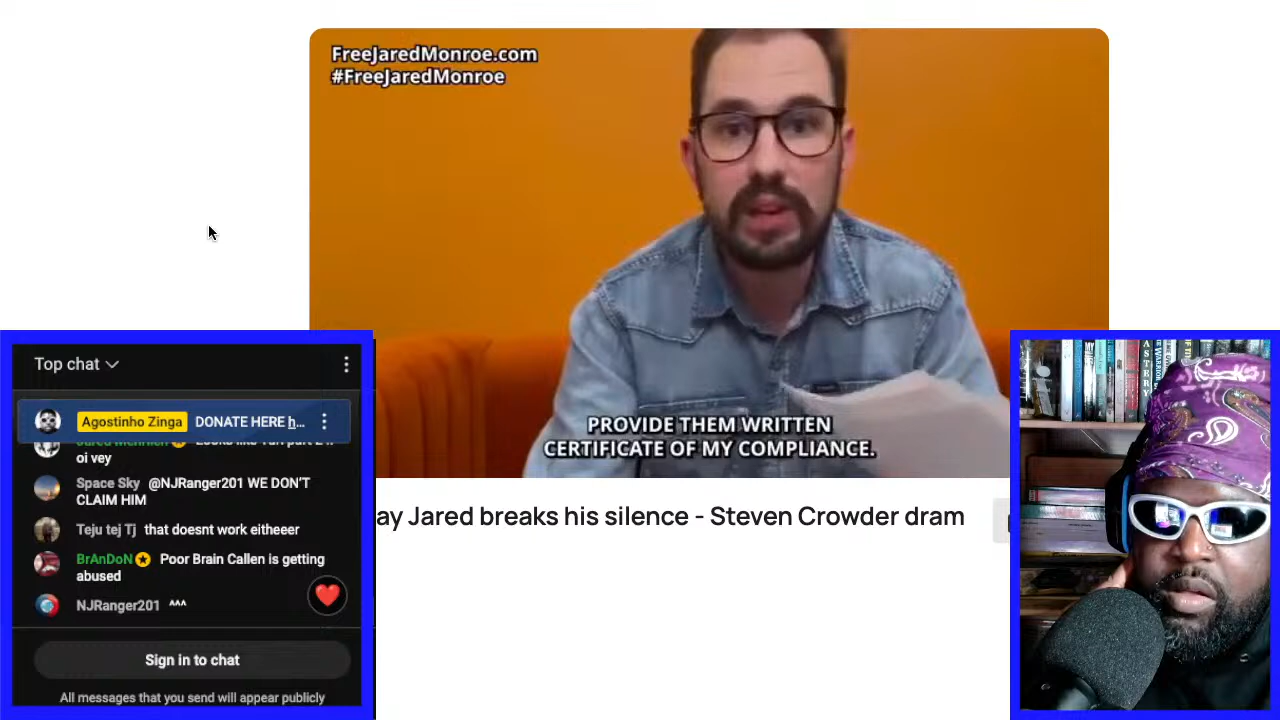 FreeJaredMonroe.com
#FreeJaredMonroe
PROVIDE THEM WRITTEN
CERTIFICATE OF MY COMPLIANCE.
ay Jared breaks his silence - Steven Crowder dram
Top chat
Agostinho Zinga DONATE HERE h...
oi vey
Space Sky @NJRanger201 WE DON'T
CLAIM HIM
Teju tej Tj that doesnt work eitheeer
BrAnDoN Poor Brain Callen is getting
abused
NJRanger201 ^^^
Sign in to chat
All messages that you send will appear publicly